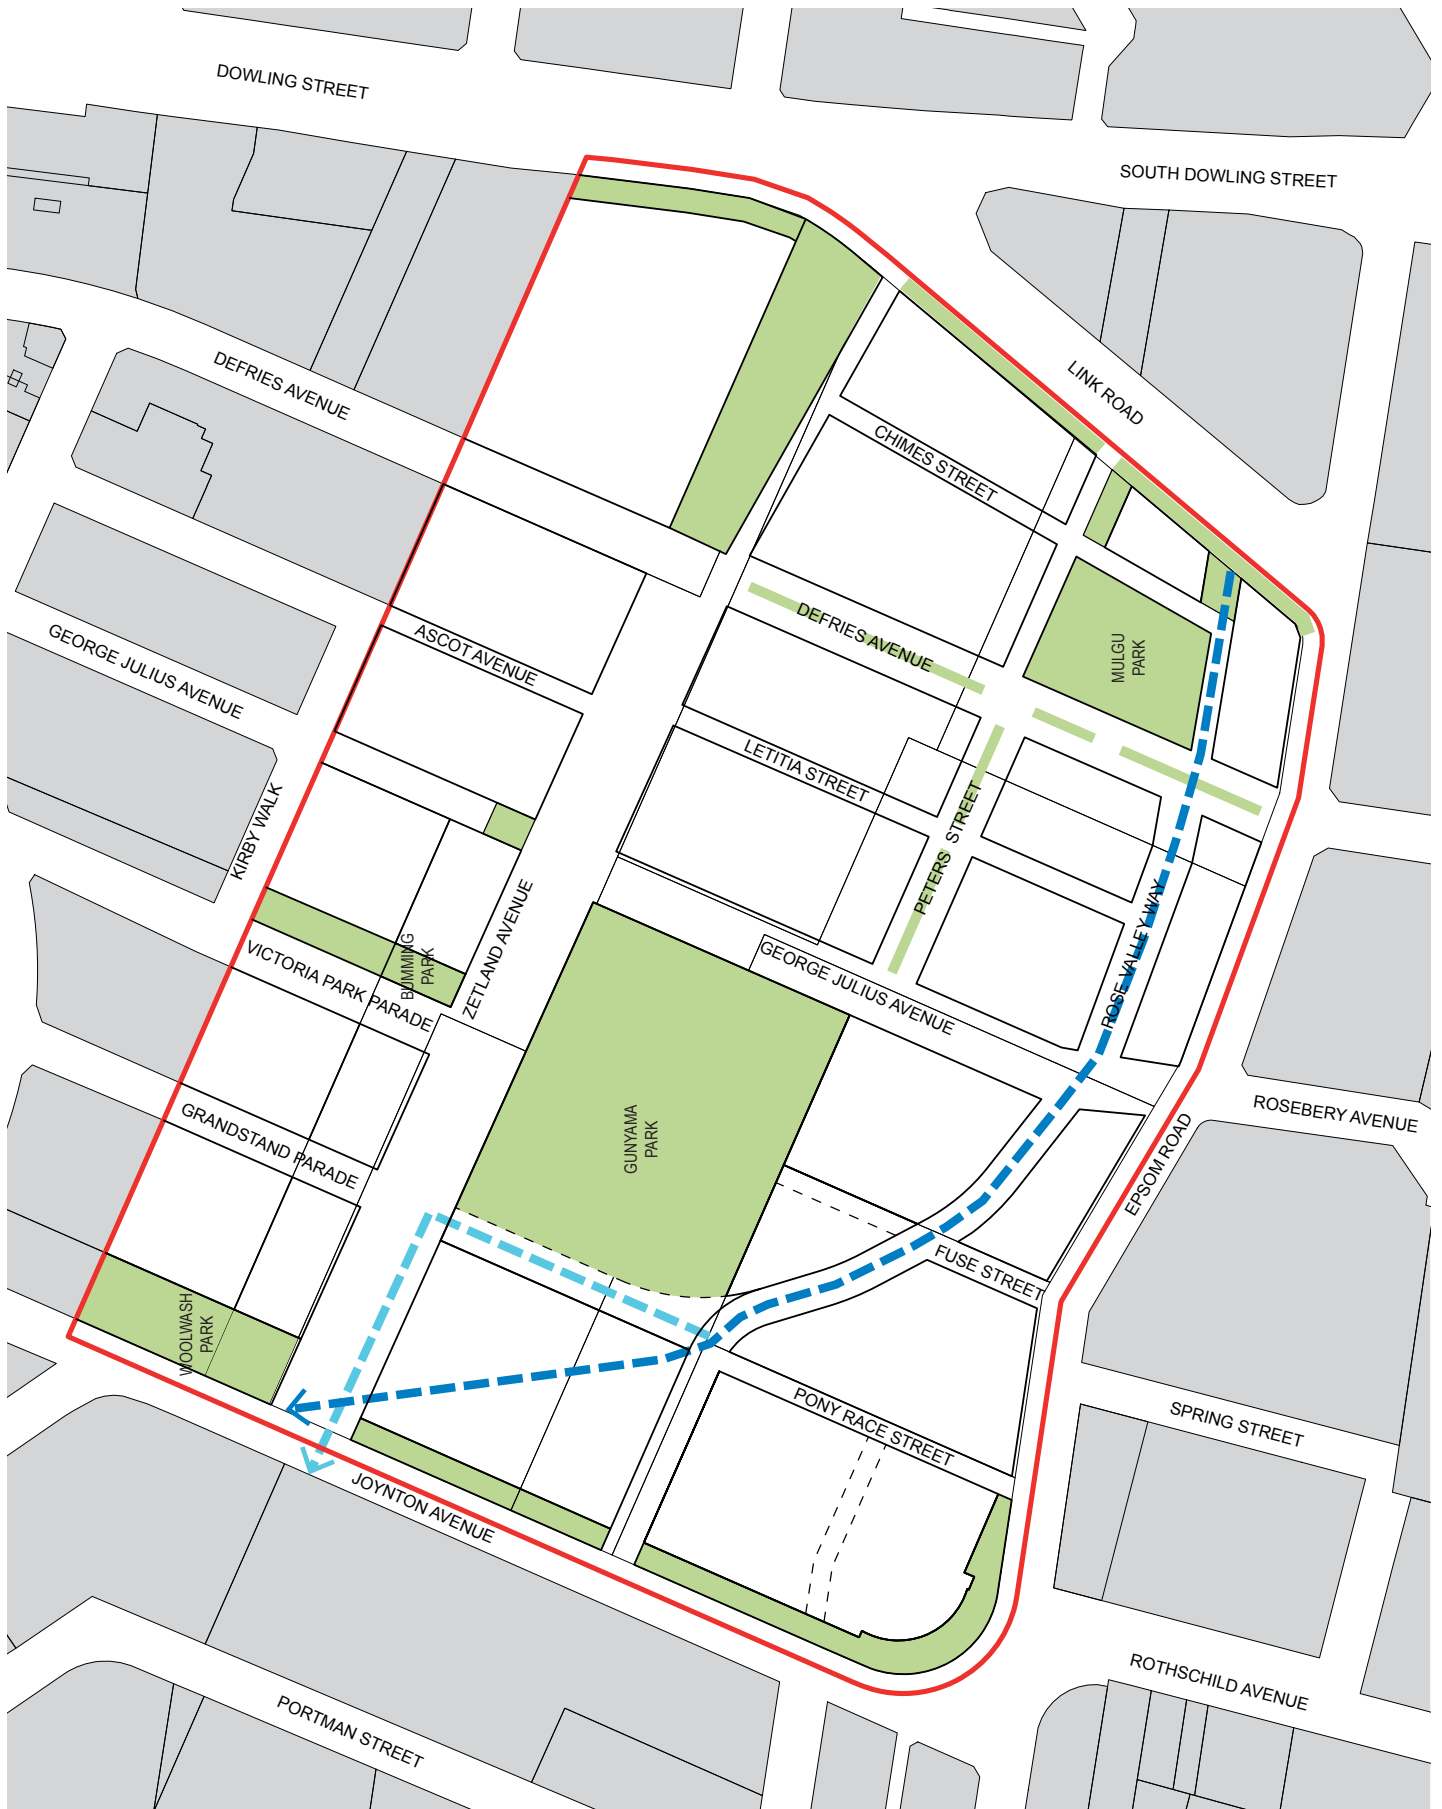 DOWLING STREET
SOUTH DOWLING STREET
LINK ROAD
DEFRIES AVENUE
CHIMES STREET
DEFRIES AVENUE
MULGU
PARK
ASCOT AVENUE
GEORGE JULIUS AVENUE
LETITIA STREET
PETERS STREET
KIRBY WALK
ZETLAND AVENUE
BUMMING
PARK
VICTORIA PARK PARADE
GEORGE JULIUS AVENUE
ROSE VALLEY WAY
GUNYAMA
PARK
GRANDSTAND PARADE
ROSEBERY AVENUE
EPSOM ROAD
FUSE STREET
WOOLWASH
PARK
PONY RACE STREET
SPRING STREET
JOYNTON AVENUE
ROTHSCHILD AVENUE
PORTMAN STREET